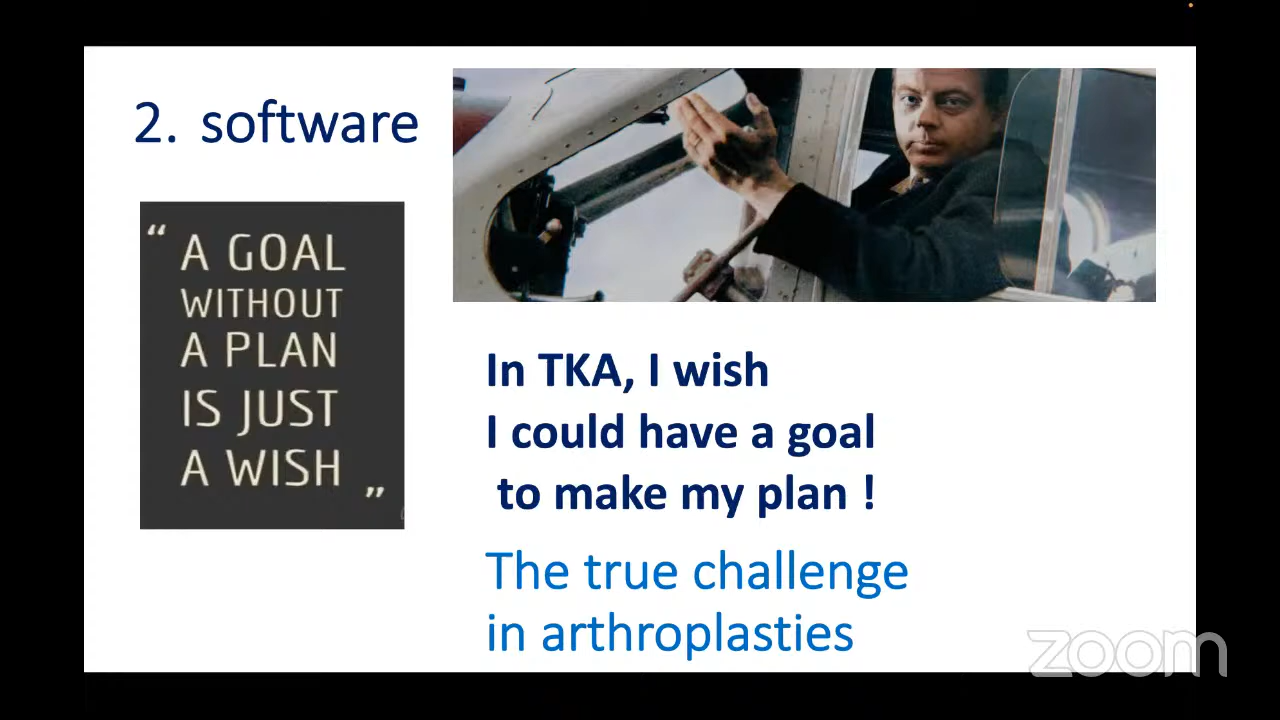 2. software
“ A GOAL
WITHOUT
A PLAN
IS JUST
A WISH ”
In TKA, I wish
I could have a goal
to make my plan !
The true challenge
in arthroplasties
zoom